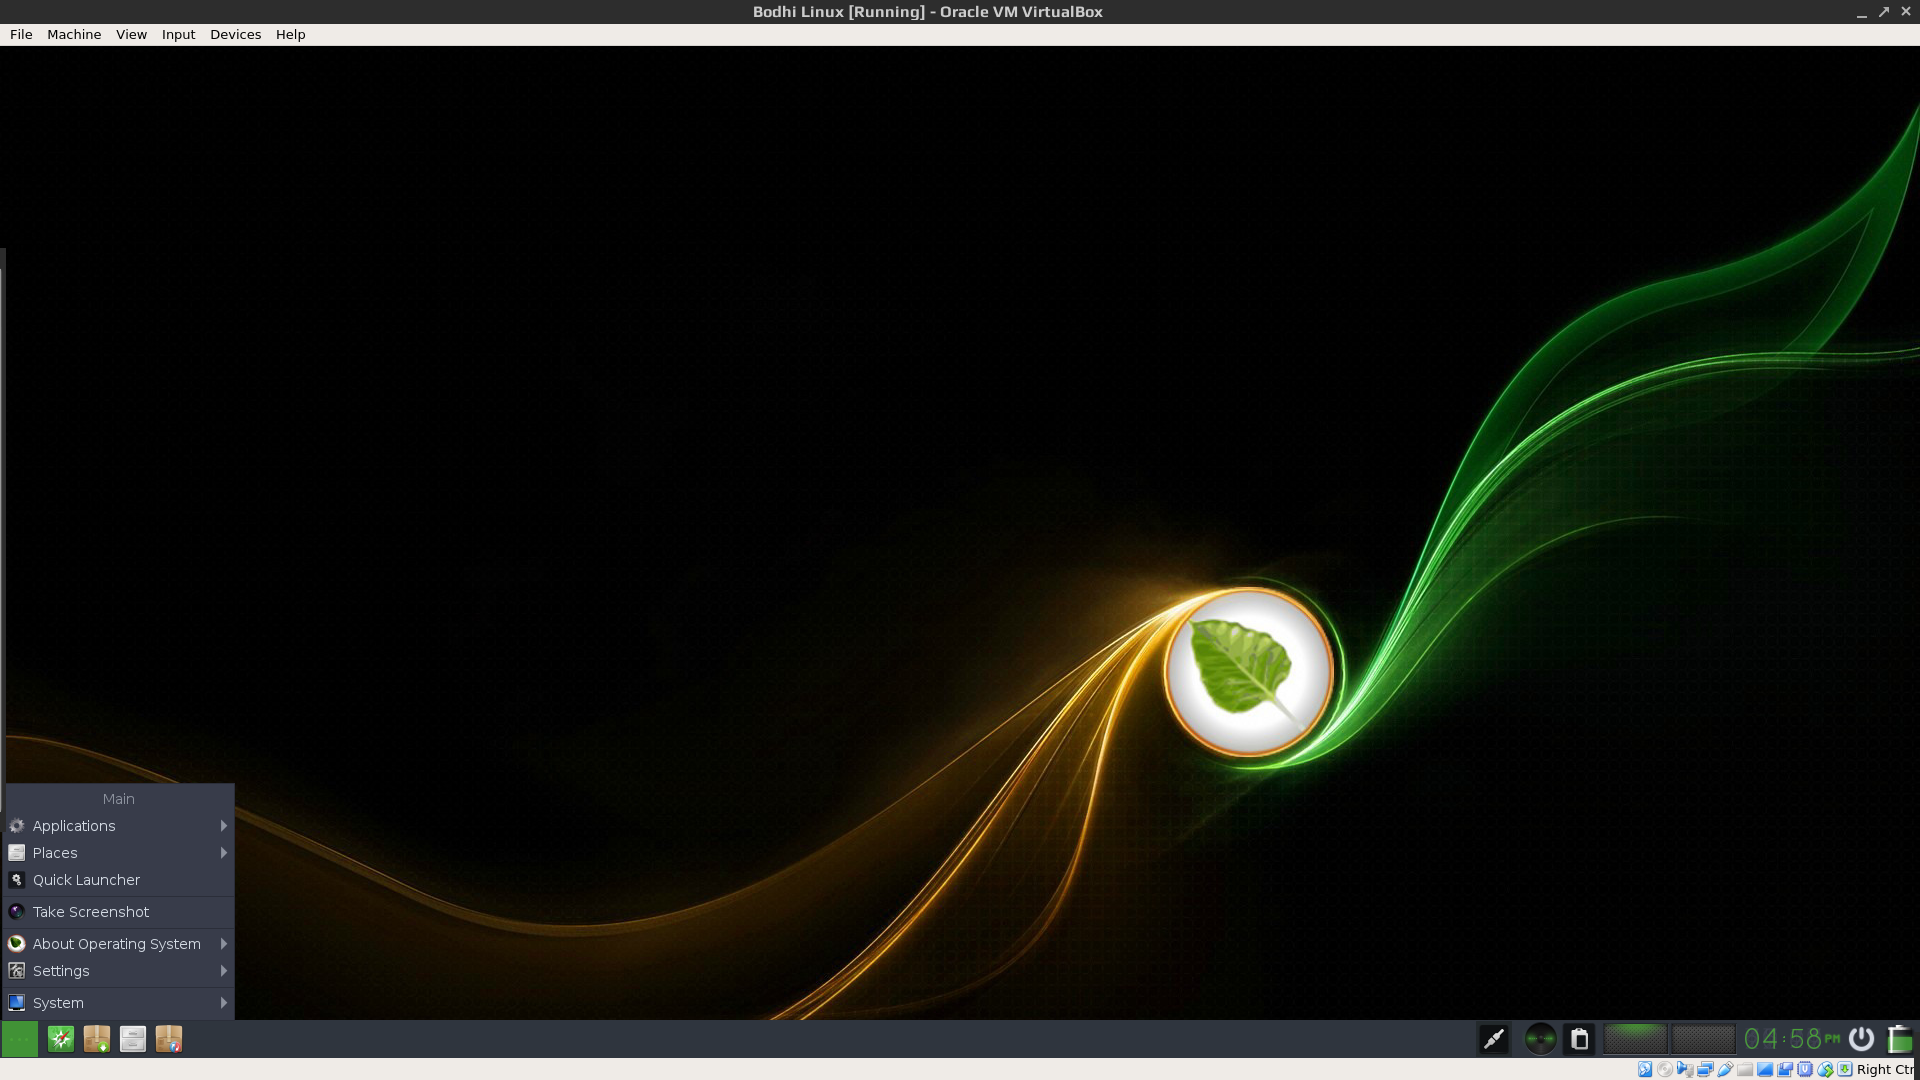 Bodhi Linux [Running] - Oracle VM VirtualBox
File Machine View Input Devices Help
Main
Applications
Places
Quick Launcher
Take Screenshot
About Operating System
Settings
System
04:58 PM
Right Ctr